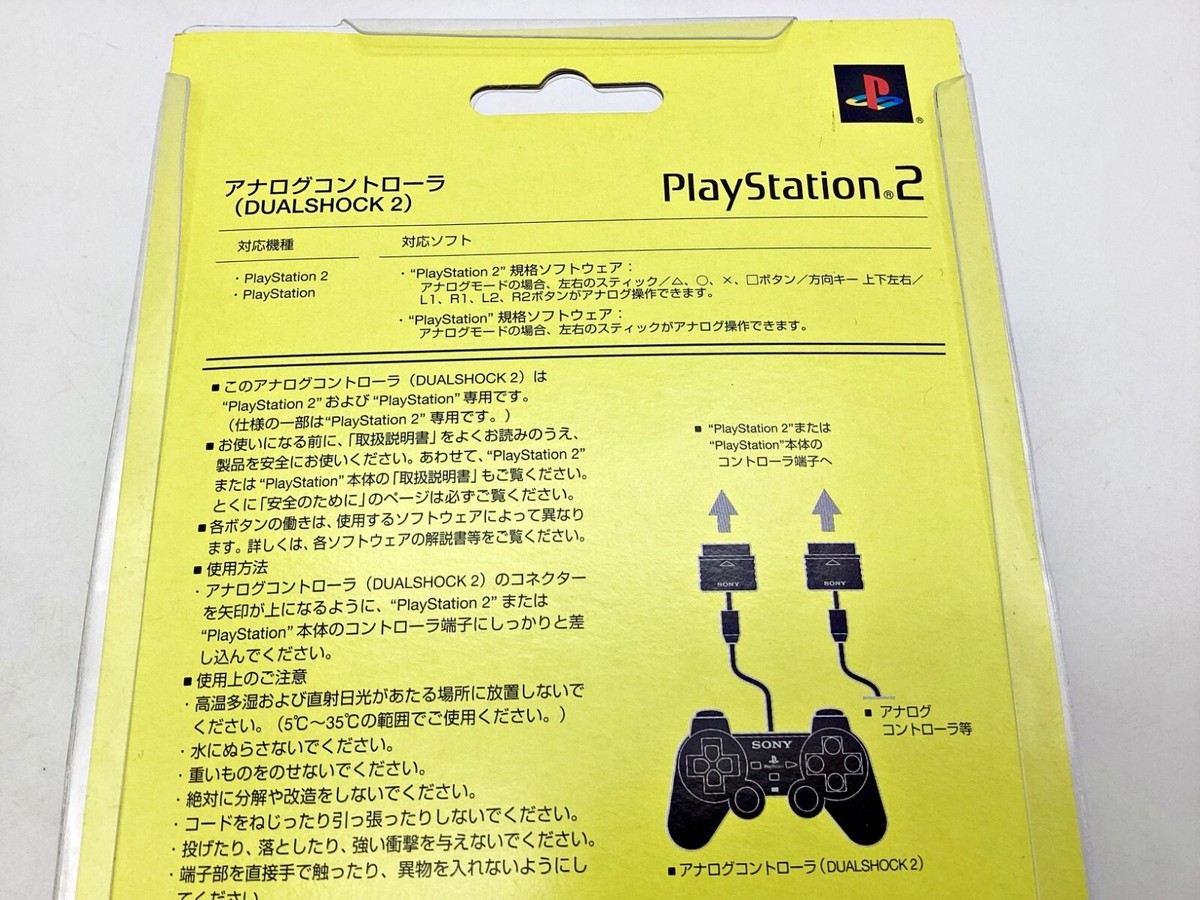 PlayStation®2
アナログコントローラ
(DUALSHOCK 2)
対応機種
・PlayStation 2
・PlayStation
対応ソフト
・“PlayStation 2” 規格ソフトウェア：
アナログモードの場合、左右のスティック／△、○、×、□ボタン／方向キー 上下左右／
L1、R1、L2、R2ボタンがアナログ操作できます。
・“PlayStation” 規格ソフトウェア：
アナログモードの場合、左右のスティックがアナログ操作できます。
■このアナログコントローラ（DUALSHOCK 2）は
“PlayStation 2” および “PlayStation” 専用です。
（仕様の一部は“PlayStation 2” 専用です。）
■お使いになる前に、「取扱説明書」をよくお読みのうえ、
製品を安全にお使いください。あわせて、“PlayStation 2”
または “PlayStation” 本体の「取扱説明書」もご覧ください。
とくに「安全のために」のページは必ずご覧ください。
■各ボタンの働きは、使用するソフトウェアによって異なり
ます。詳しくは、各ソフトウェアの解説書等をご覧ください。
■使用方法
・アナログコントローラ（DUALSHOCK 2）のコネクター
を矢印が上になるように、“PlayStation 2” または
“PlayStation” 本体のコントローラ端子にしっかりと差
し込んでください。
■使用上のご注意
・高温多湿および直射日光があたる場所に放置しないで
ください。（5℃～35℃の範囲でご使用ください。）
・水にぬらさないでください。
・重いものをのせないでください。
・絶対に分解や改造をしないでください。
・コードをねじったり引っ張ったりしないでください。
・投げたり、落としたり、強い衝撃を与えないでください。
・端子部を直接手で触ったり、異物を入れないようにし
てください。
■“PlayStation 2”または
“PlayStation”本体の
コントローラ端子へ
SONY
SONY
■アナログ
コントローラ等
SONY
PlayStation
■アナログコントローラ（DUALSHOCK 2）